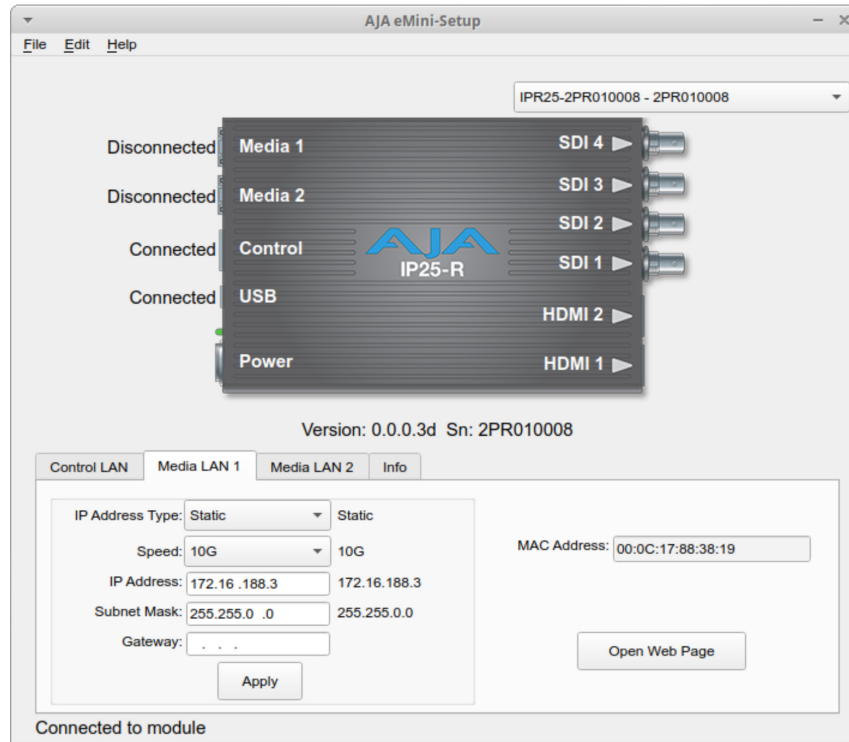 AJA eMini-Setup
File Edit Help
IPR25-2PR010008 - 2PR010008
Disconnected Media 1 SDI 4
Disconnected Media 2 SDI 3
SDI 2
Connected Control AJA SDI 1
IP25-R
Connected USB
HDMI 2
Power HDMI 1
Version: 0.0.0.3d Sn: 2PR010008
Control LAN Media LAN 1 Media LAN 2 Info
IP Address Type: Static Static
Speed: 10G 10G MAC Address: 00:0C:17:88:38:19
IP Address: 172.16 .188.3 172.16.188.3
Subnet Mask: 255.255.0 .0 255.255.0.0
Gateway: . . .
Open Web Page
Apply
Connected to module